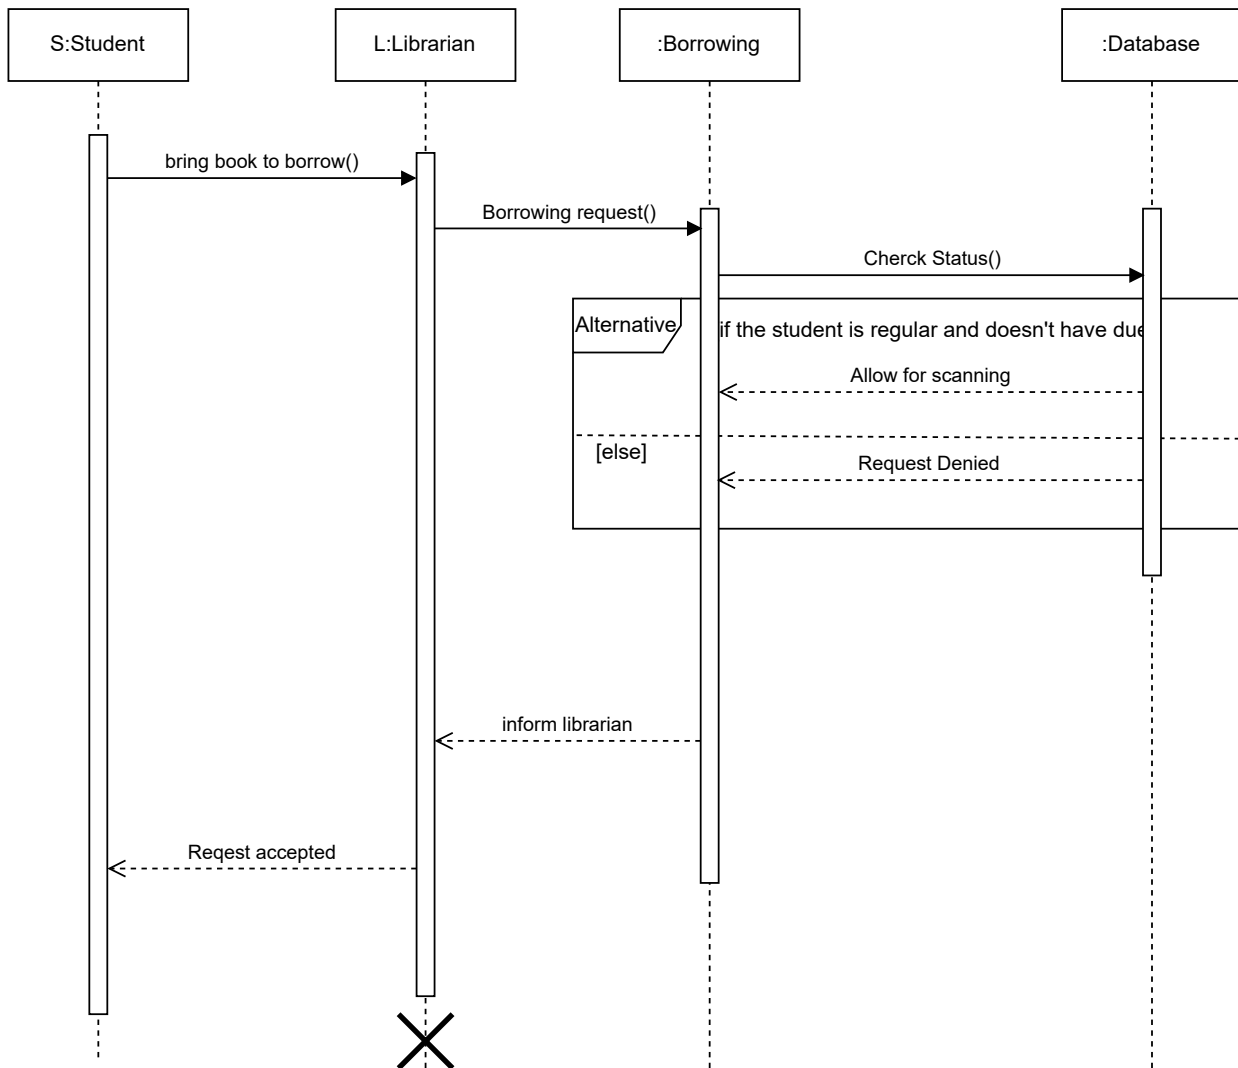 S:Student
L:Librarian
:Borrowing
:Database
bring book to borrow()
Borrowing request()
Cherck Status()
Alternative
if the student is regular and doesn't have due
Allow for scanning
[else]
Request Denied
inform librarian
Reqest accepted